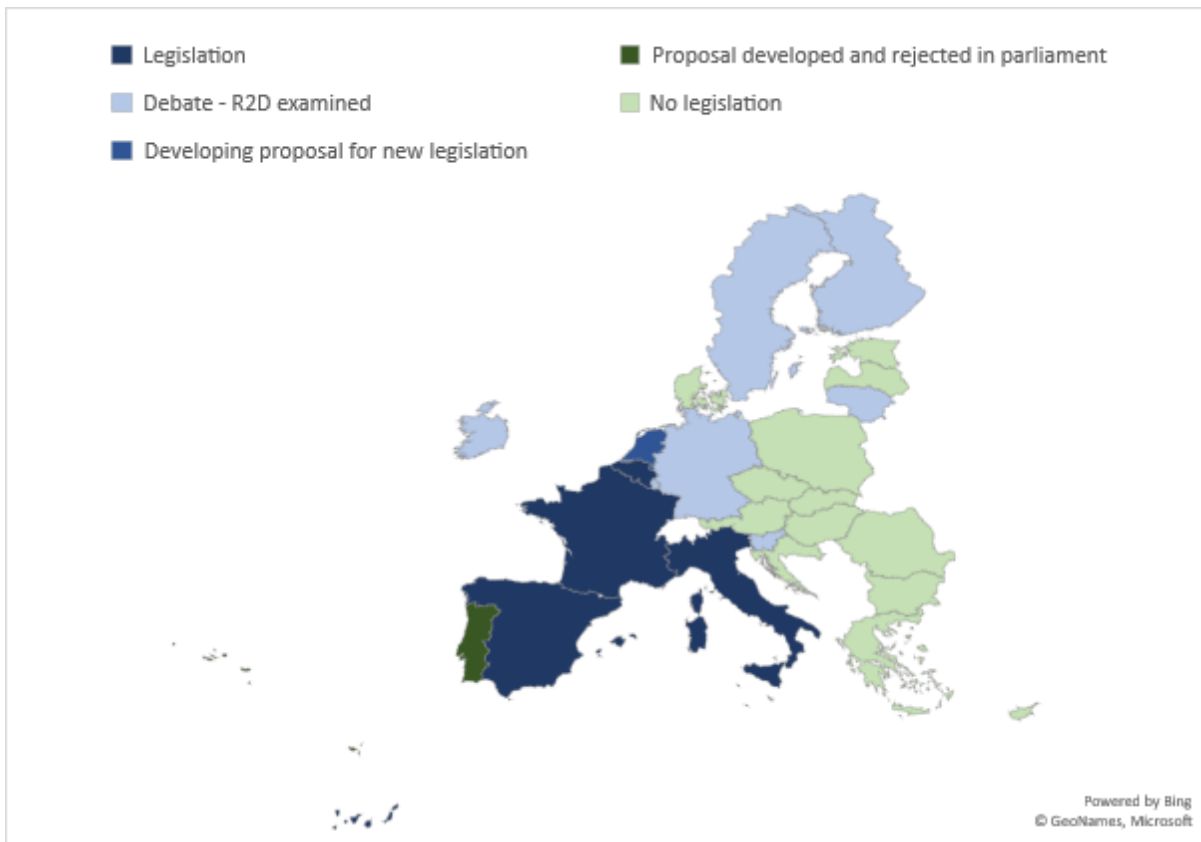 Legislation
Proposal developed and rejected in parliament
Debate - R2D examined
No legislation
Developing proposal for new legislation
Powered by Bing
© GeoNames, Microsoft